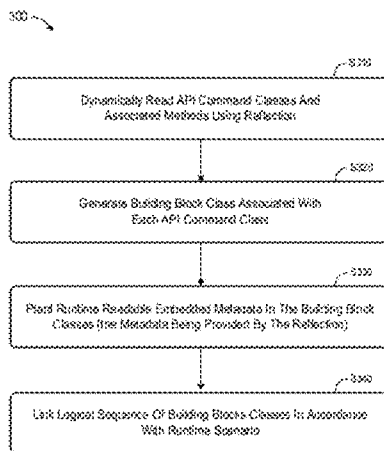 300
S310
Dynamically Read API Command Classes And
Associated Methods Using Reflection
S320
Generate Building Block Class Associated With
Each API Command Class
S330
Plant Runtime Readable Embedded Metadata In The Building Block
Classes (the Metadata Being Provided By The Reflection)
S340
Link Logical Sequence Of Building Blocks Classes In Accordance
With Runtime Scenario